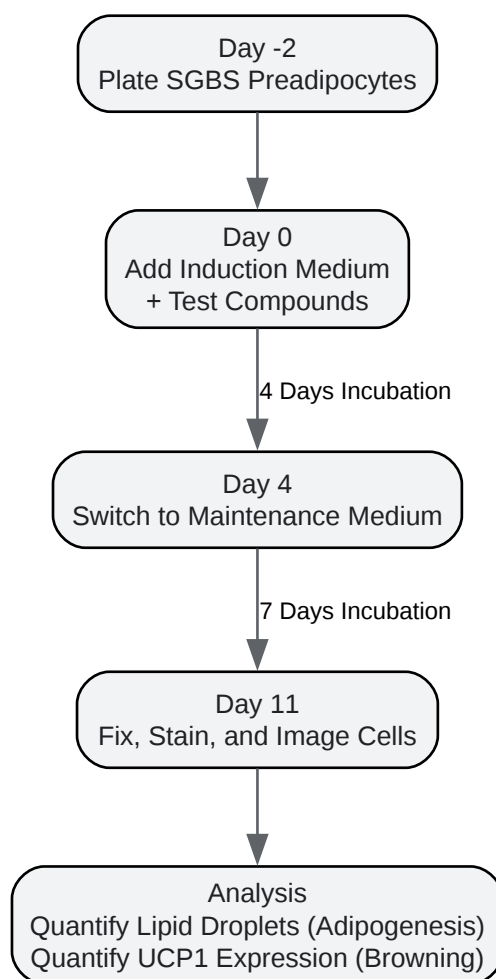 Day -2
Plate SGBS Preadipocytes
Day 0
Add Induction Medium
+ Test Compounds
4 Days Incubation
Day 4
Switch to Maintenance Medium
7 Days Incubation
Day 11
Fix, Stain, and Image Cells
Analysis
Quantify Lipid Droplets (Adipogenesis)
Quantify UCP1 Expression (Browning)